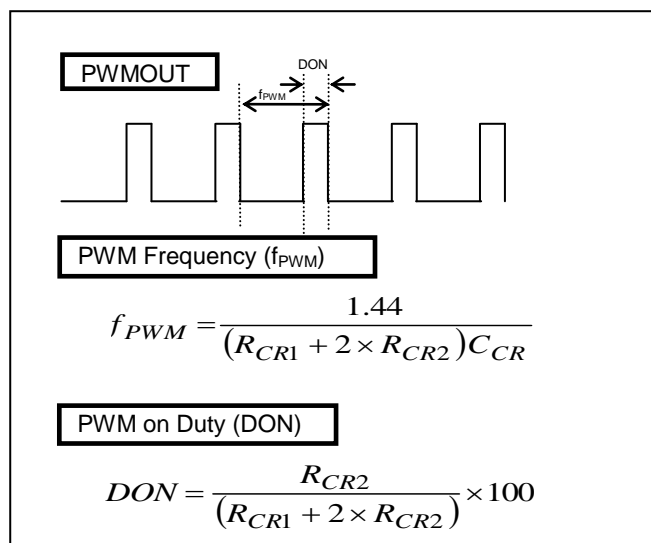 PWMOUT
DON
fPWM
PWM Frequency (fPWM)
fPWM = 1.44 / (RCR1 + 2 × RCR2)CCR
PWM on Duty (DON)
DON = RCR2 / (RCR1 + 2 × RCR2) × 100